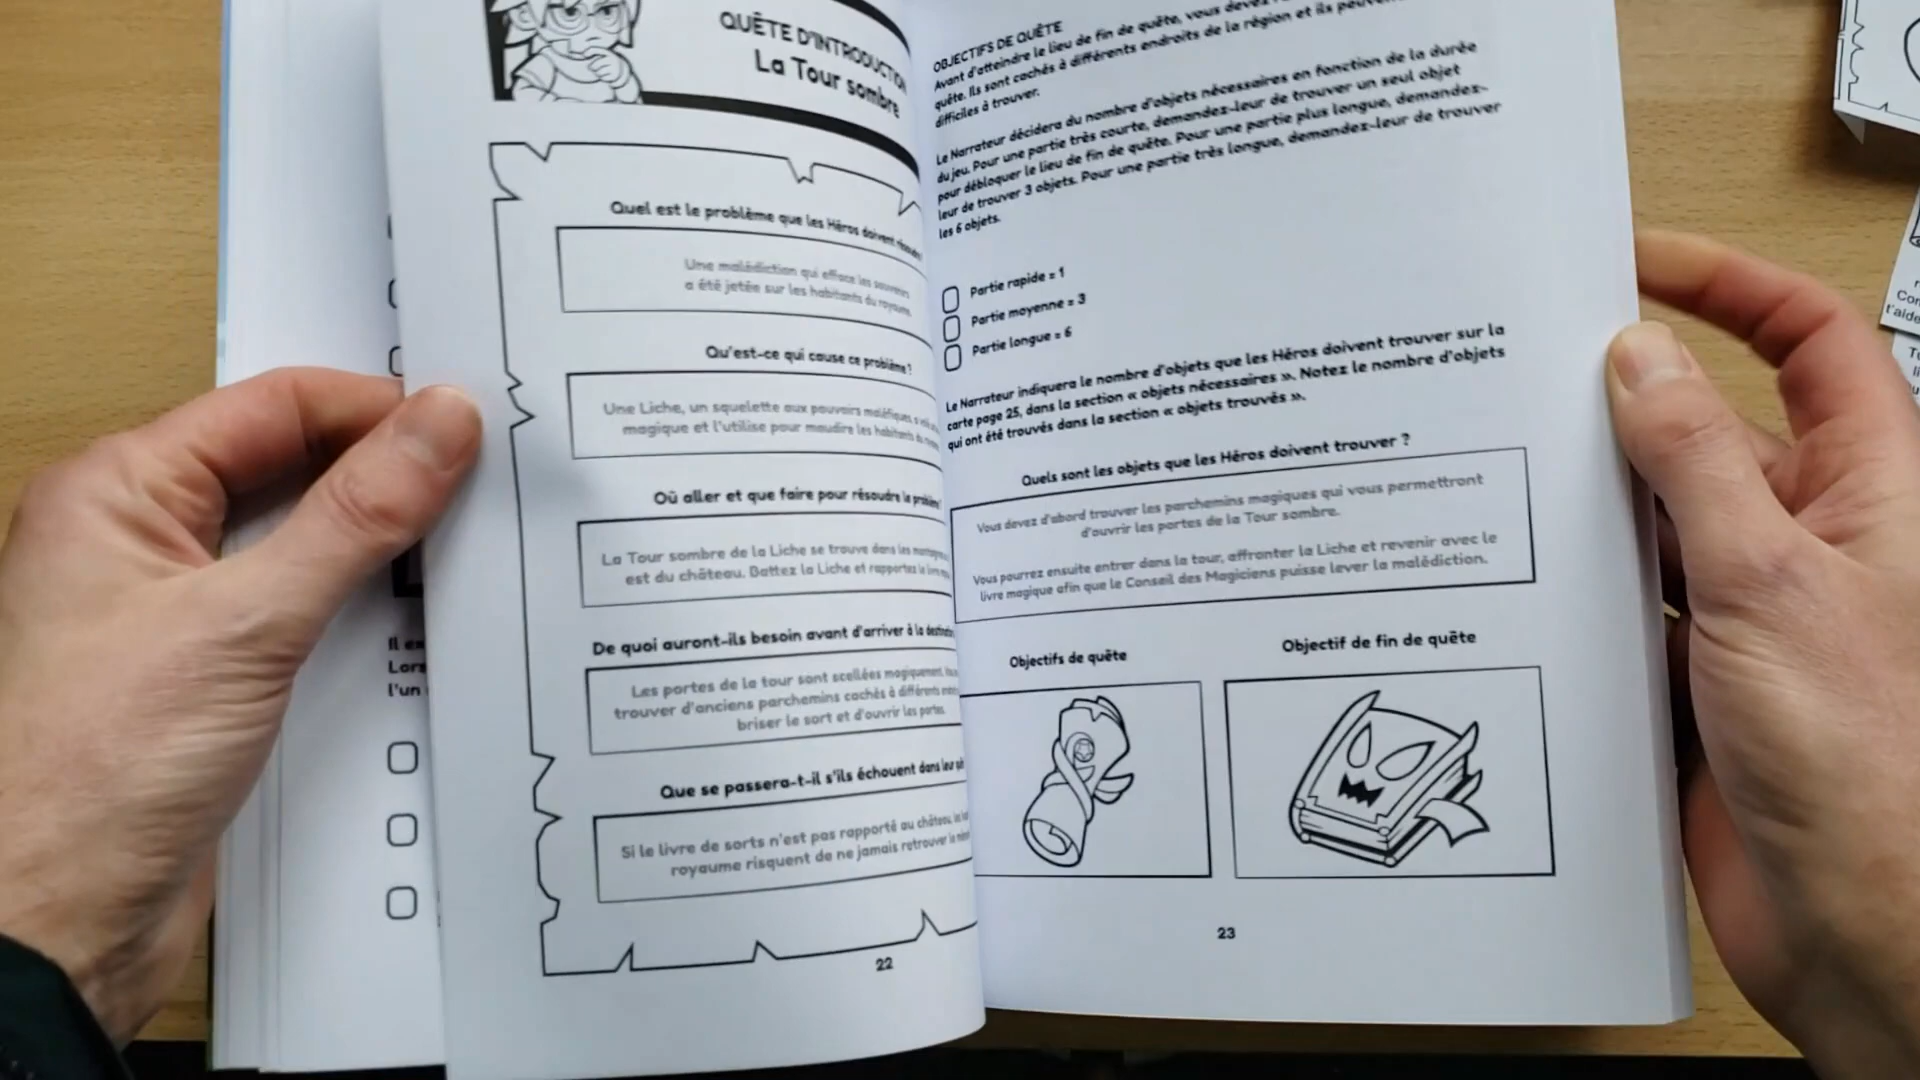 QUÊTE D'INTRODUCTION
La Tour sombre
Quel est le problème que les Héros doivent
Une malédiction qui efface les souvenirs
a été jetée sur les habitants du royaume.
Qu'est-ce qui cause ce problème ?
Une Liche, un squelette aux pouvoirs maléfiques, a
magique et l'utilise pour maudire les habitants du
Où aller et que faire pour résoudre le problème
La Tour sombre de la Liche se trouve dans les
est du château. Battez la Liche et rapportez le livre
De quoi auront-ils besoin avant d'arriver à la
Les portes de la tour sont scellées magiquement,
trouver d'anciens parchemins cachés à différents
briser le sort et d'ouvrir les portes.
Que se passera-t-il s'ils échouent dans leur
Si le livre de sorts n'est pas rapporté au château,
royaume risquent de ne jamais retrouver la
22
OBJECTIFS DE QUÊTE
Avant d'atteindre le lieu de fin de quête, vous devez
quête. Ils sont cachés à différents endroits de la région et ils
difficiles à trouver.
Le Narrateur décidera du nombre d'objets nécessaires en fonction de la durée
du jeu. Pour une partie très courte, demandez-leur de trouver un seul objet
pour débloquer le lieu de fin de quête. Pour une partie plus longue, demandez-
leur de trouver 3 objets. Pour une partie très longue, demandez-leur de trouver
les 6 objets.
Partie rapide = 1
Partie moyenne = 3
Partie longue = 6
Le Narrateur indiquera le nombre d'objets que les Héros doivent trouver sur la
carte page 25, dans la section « objets nécessaires ». Notez le nombre d'objets
qui ont été trouvés dans la section « objets trouvés ».
Quels sont les objets que les Héros doivent trouver ?
Vous devez d'abord trouver les parchemins magiques qui vous permettront
d'ouvrir les portes de la Tour sombre.
Vous pourrez ensuite entrer dans la tour, affronter la Liche et revenir avec le
livre magique afin que le Conseil des Magiciens puisse lever la malédiction.
Objectifs de quête
Objectif de fin de quête
23
Il
l'un
t'aide